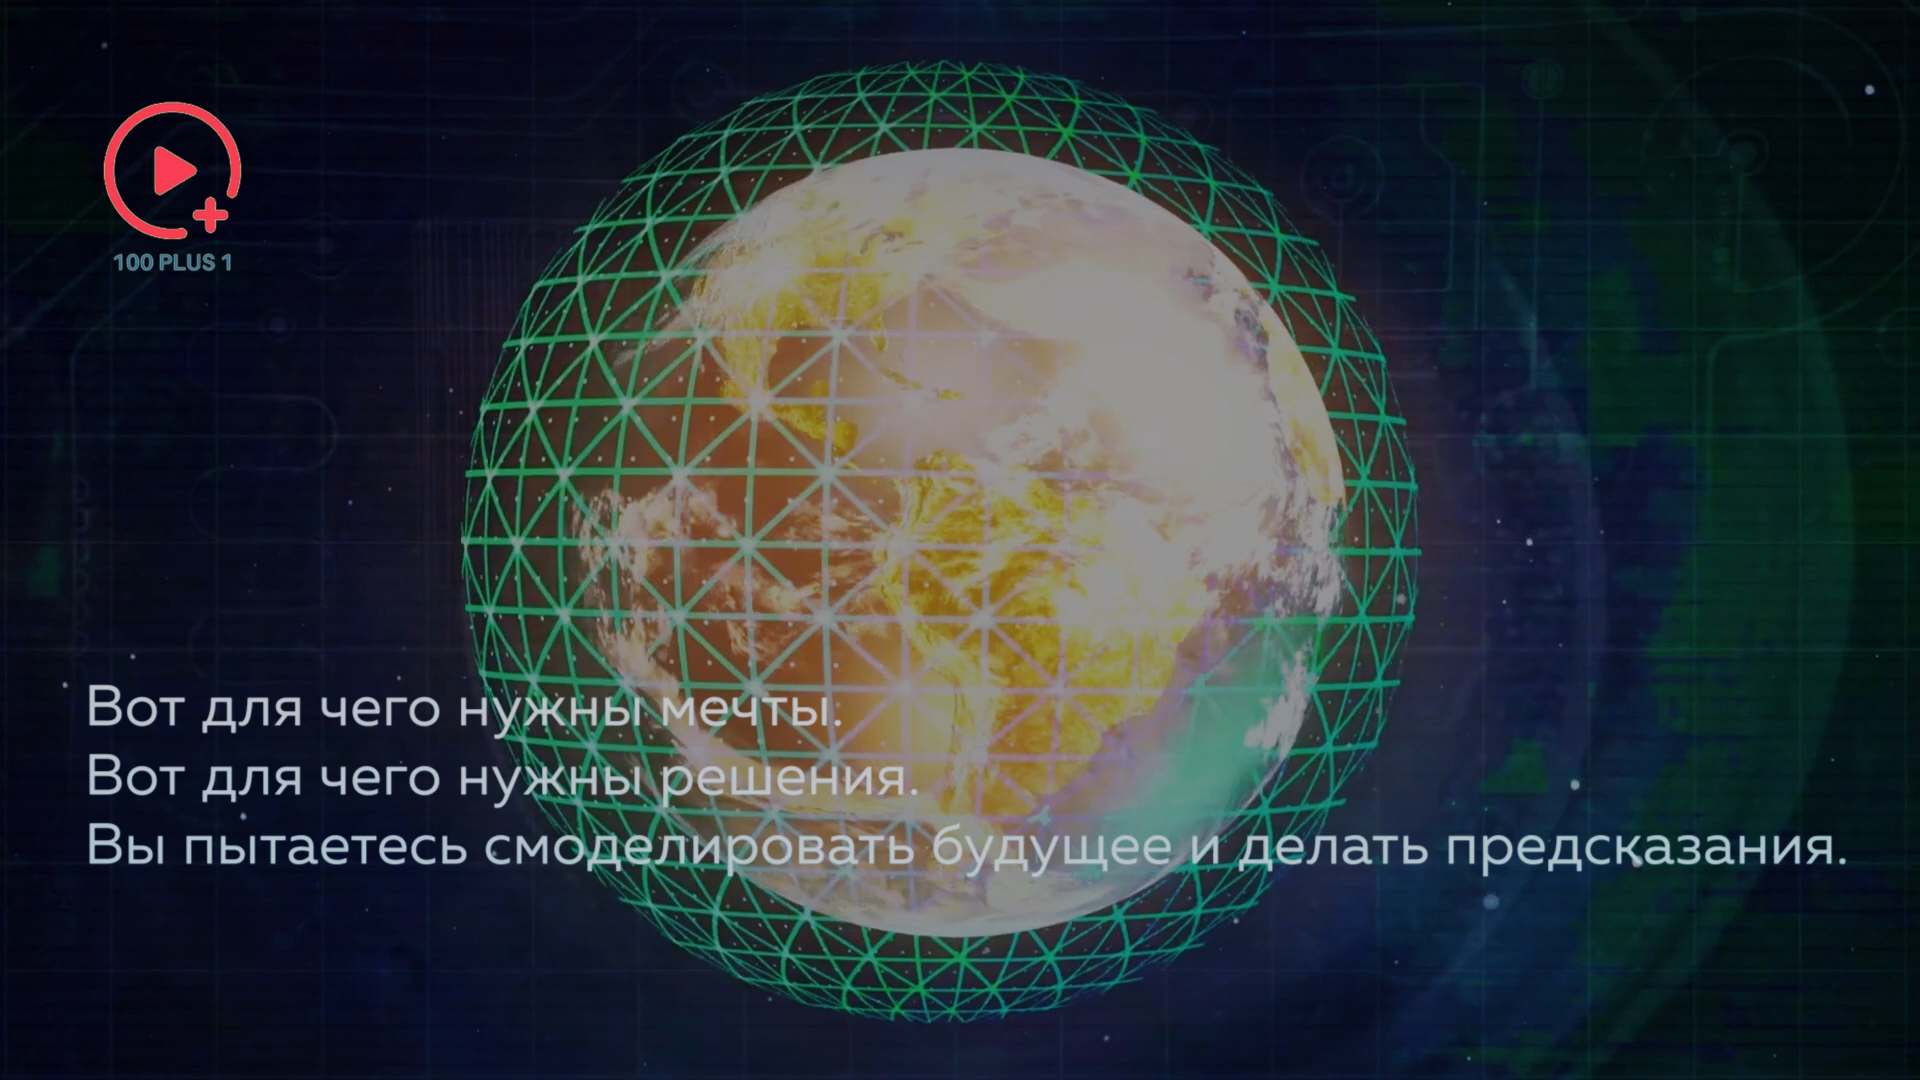 100 PLUS 1
Вот для чего нужны мечты.
Вот для чего нужны решения.
Вы пытаетесь смоделировать будущее и делать предсказания.